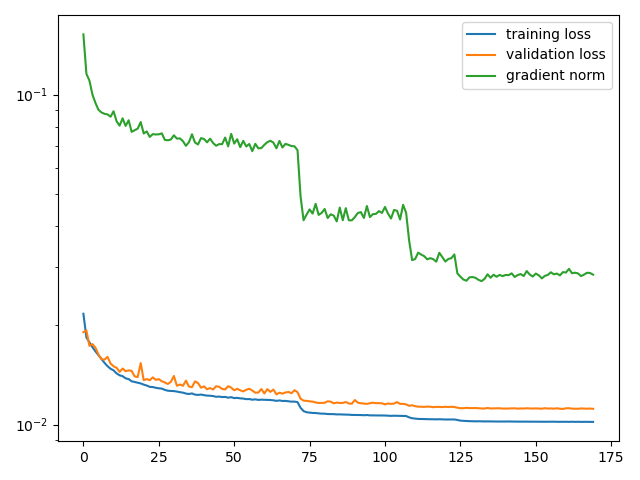 training loss
validation loss
gradient norm
10⁻¹
10⁻²
0 25 50 75 100 125 150 175